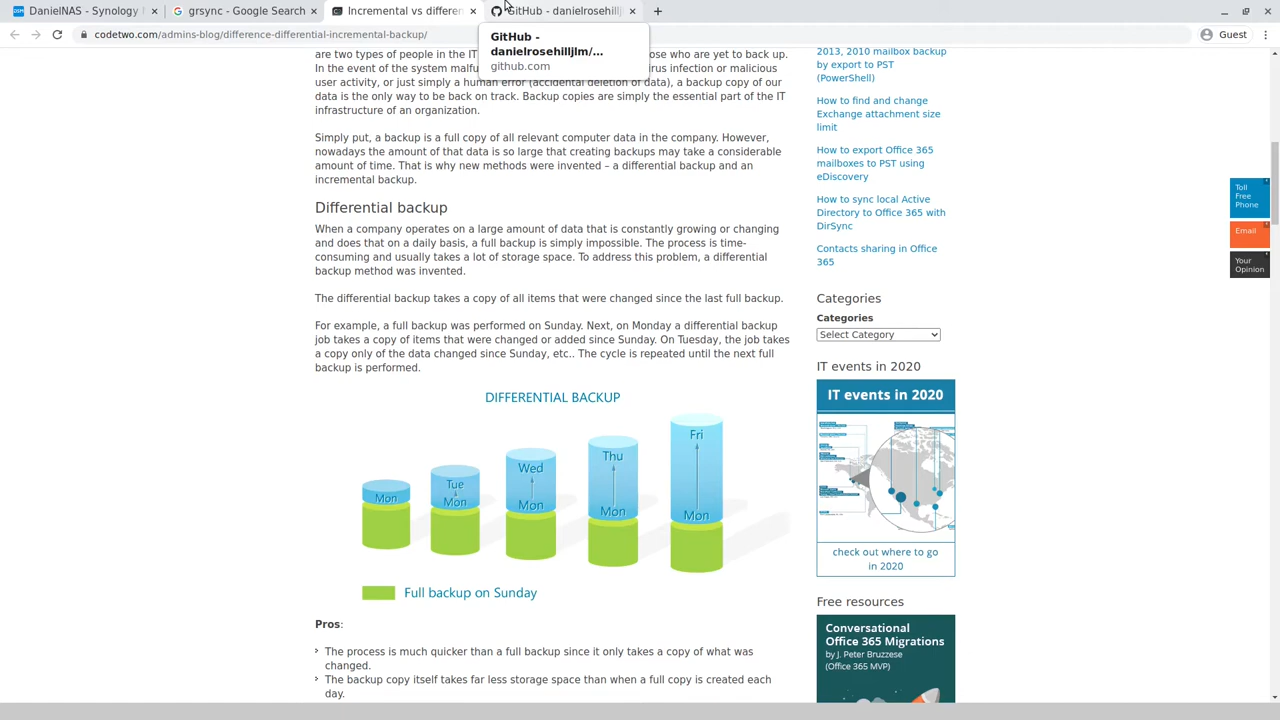 DanielNAS - Synology
grsync - Google Search
Incremental vs differen
GitHub - danielrosehillj
codetwo.com/admins-blog/difference-differential-incremental-backup/
Guest
GitHub -
danielrosehilljlm/...
github.com
are two types of people in the IT
ose who are yet to back up.
In the event of the system malfu
rus infection or malicious
user activity, or just simply a human error (accidental deletion of data), a backup copy of our
data is the only way to be back on track. Backup copies are simply the essential part of the IT
infrastructure of an organization.
Simply put, a backup is a full copy of all relevant computer data in the company. However,
nowadays the amount of that data is so large that creating backups may take a considerable
amount of time. That is why new methods were invented – a differential backup and an
incremental backup.
Differential backup
When a company operates on a large amount of data that is constantly growing or changing
and does that on a daily basis, a full backup is simply impossible. The process is time-
consuming and usually takes a lot of storage space. To address this problem, a differential
backup method was invented.
The differential backup takes a copy of all items that were changed since the last full backup.
For example, a full backup was performed on Sunday. Next, on Monday a differential backup
job takes a copy of items that were changed or added since Sunday. On Tuesday, the job takes
a copy only of the data changed since Sunday, etc.. The cycle is repeated until the next full
backup is performed.
DIFFERENTIAL BACKUP
Mon
Tue
Mon
Wed
Mon
Thu
Mon
Fri
Mon
Full backup on Sunday
Pros:
The process is much quicker than a full backup since it only takes a copy of what was
changed.
The backup copy itself takes far less storage space than when a full copy is created each
day.
2013, 2010 mailbox backup
by export to PST
(PowerShell)
How to find and change
Exchange attachment size
limit
How to export Office 365
mailboxes to PST using
eDiscovery
How to sync local Active
Directory to Office 365 with
DirSync
Contacts sharing in Office
365
Categories
Categories
Select Category
IT events in 2020
IT events in 2020
check out where to go
in 2020
Free resources
Conversational
Office 365 Migrations
by J. Peter Bruzzese
(Office 365 MVP)
Toll
Free
Phone
Email
Your
Opinion